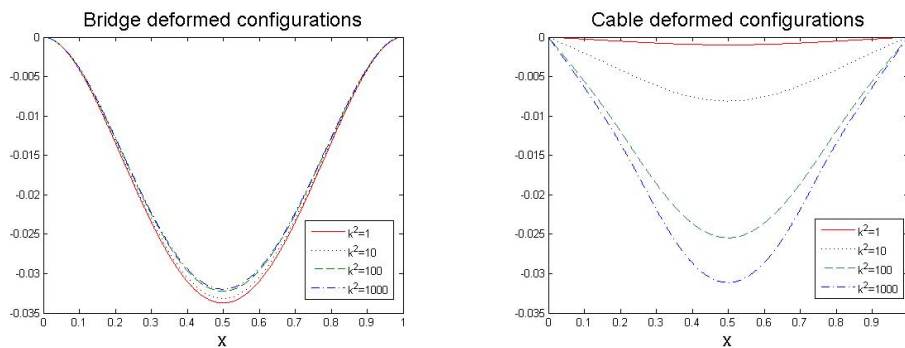 Bridge deformed configurations
0
-0.005
-0.01
-0.015
-0.02
-0.025
-0.03
-0.035
0 0.1 0.2 0.3 0.4 0.5 0.6 0.7 0.8 0.9 1
x
k²=1
k²=10
k²=100
k²=1000
Cable deformed configurations
0
-0.005
-0.01
-0.015
-0.02
-0.025
-0.03
-0.035
0 0.1 0.2 0.3 0.4 0.5 0.6 0.7 0.8 0.9
x
k²=1
k²=10
k²=100
k²=1000